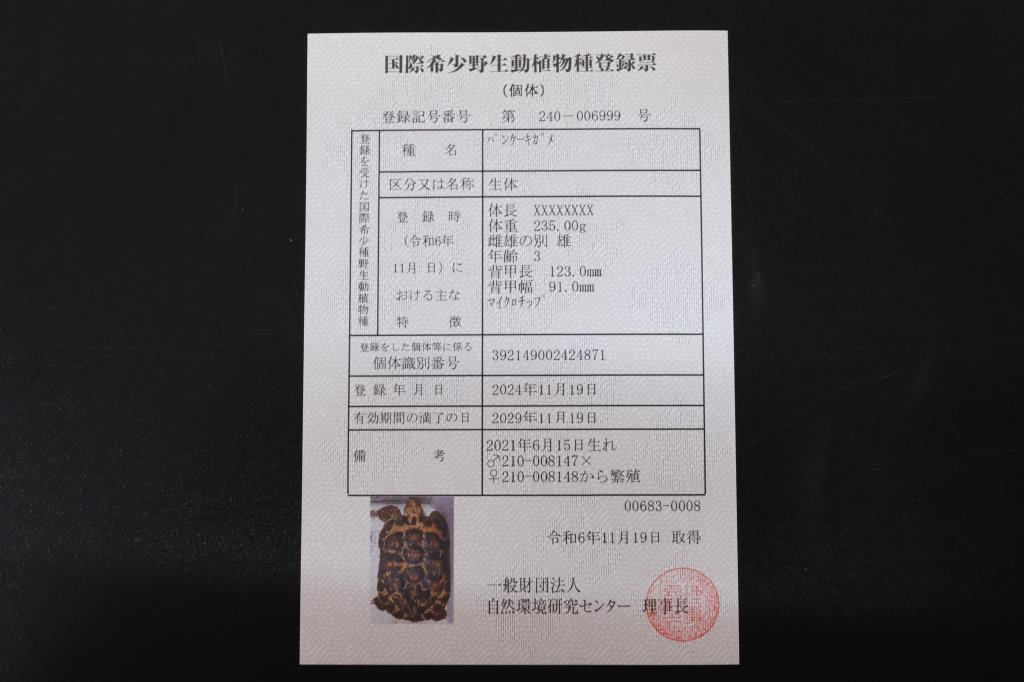 国際希少野生動植物種登録票
（個体）
登録記号番号　第　240－006999　号
登録を受けた国際希少種野生動植物種
種　名　ﾊﾟﾝｹｰｷｶﾞﾒ
区分又は名称　生体
登　録　時
（令和6年
11月 日）に
おける主な
特　徴
体長　XXXXXXXX
体重　235.00g
雌雄の別 雄
年齢　3
背甲長　123.0mm
背甲幅　91.0mm
ﾏｲｸﾛﾁｯﾌﾟ
登録をした個体等に係る
個体識別番号　392149002424871
登 録 年 月 日　2024年11月19日
有効期間の満了の日　2029年11月19日
備　考
2021年6月15日生れ
♂210-008147×
♀210-008148から繁殖
00683-0008
令和6年11月19日 取得
一般財団法人
自然環境研究センター　理事長